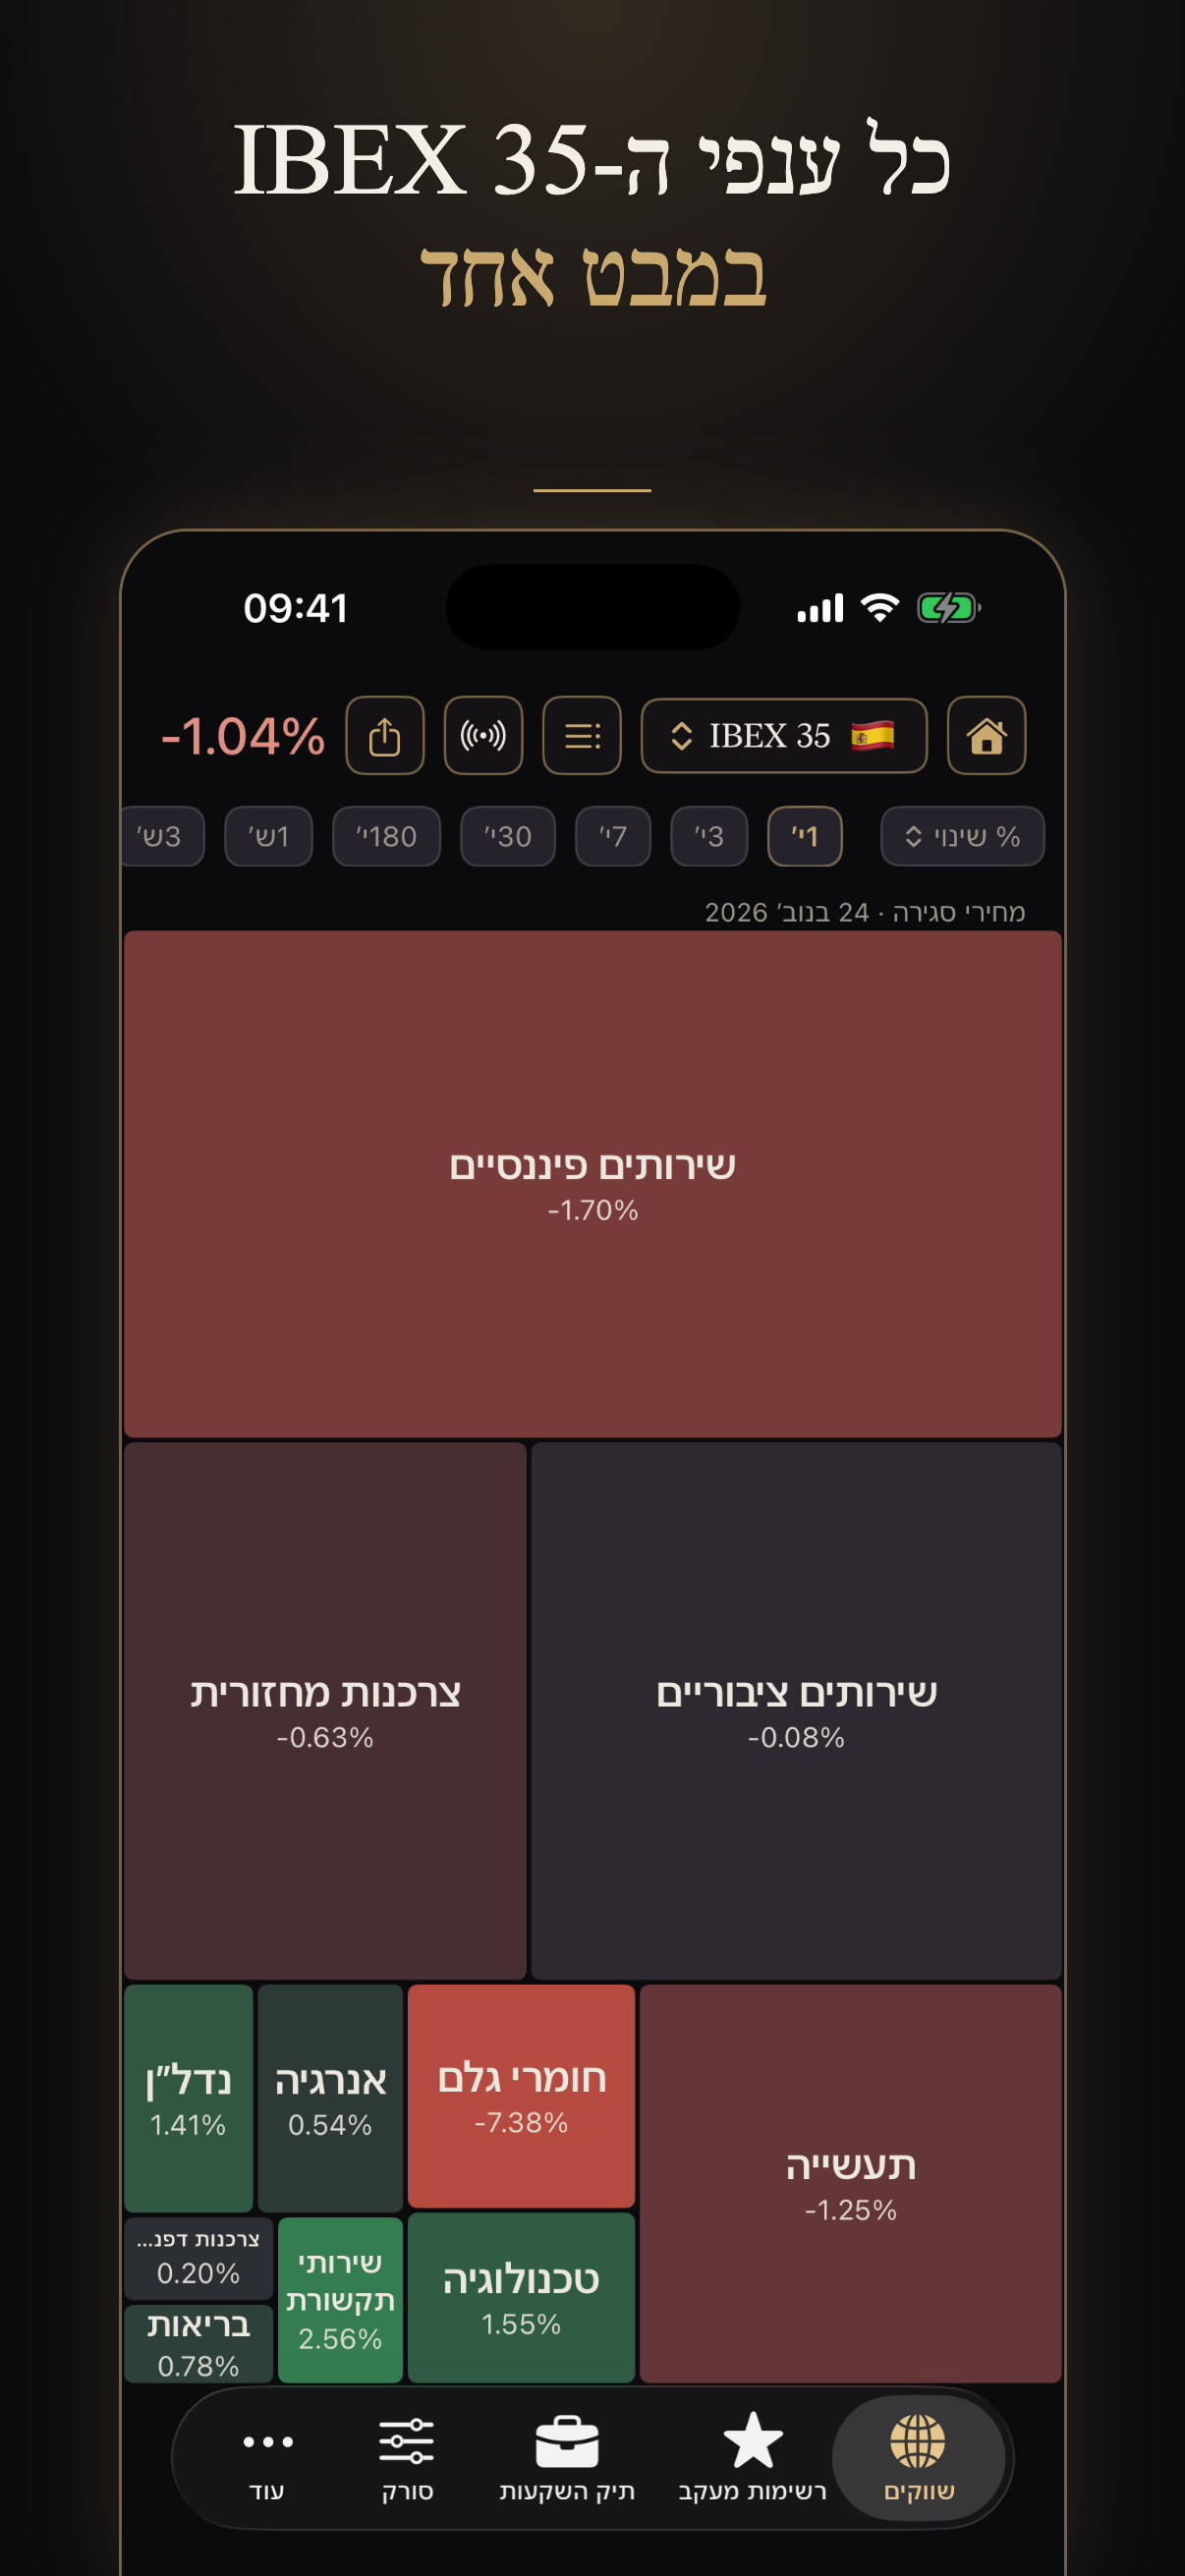 כל ענפי ה-IBEX 35
במבט אחד
09:41
🇪🇸 IBEX 35
-1.04%
% שינוי
1י׳
3י׳
7י׳
30י׳
180י׳
1ש׳
3ש׳
מחירי סגירה · 24 בנוב׳ 2026
שירותים פיננסיים
-1.70%
שירותים ציבוריים
-0.08%
צרכנות מחזורית
-0.63%
תעשייה
-1.25%
חומרי גלם
-7.38%
אנרגיה
0.54%
נדל״ן
1.41%
טכנולוגיה
1.55%
שירותי
תקשורת
2.56%
צרכנות דפנ...
0.20%
בריאות
0.78%
שווקים
רשימות מעקב
תיק השקעות
סורק
עוד